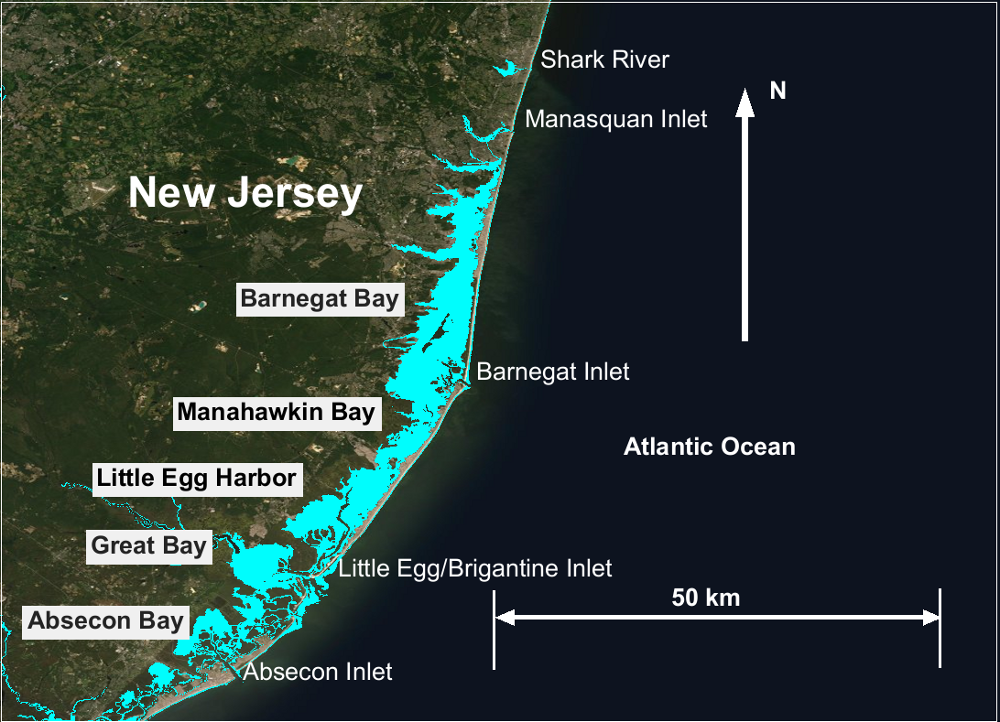 Shark River
N
Manasquan Inlet
New Jersey
Barnegat Bay
Barnegat Inlet
Manahawkin Bay
Atlantic Ocean
Little Egg Harbor
Great Bay
Little Egg/Brigantine Inlet
50 km
Absecon Bay
Absecon Inlet